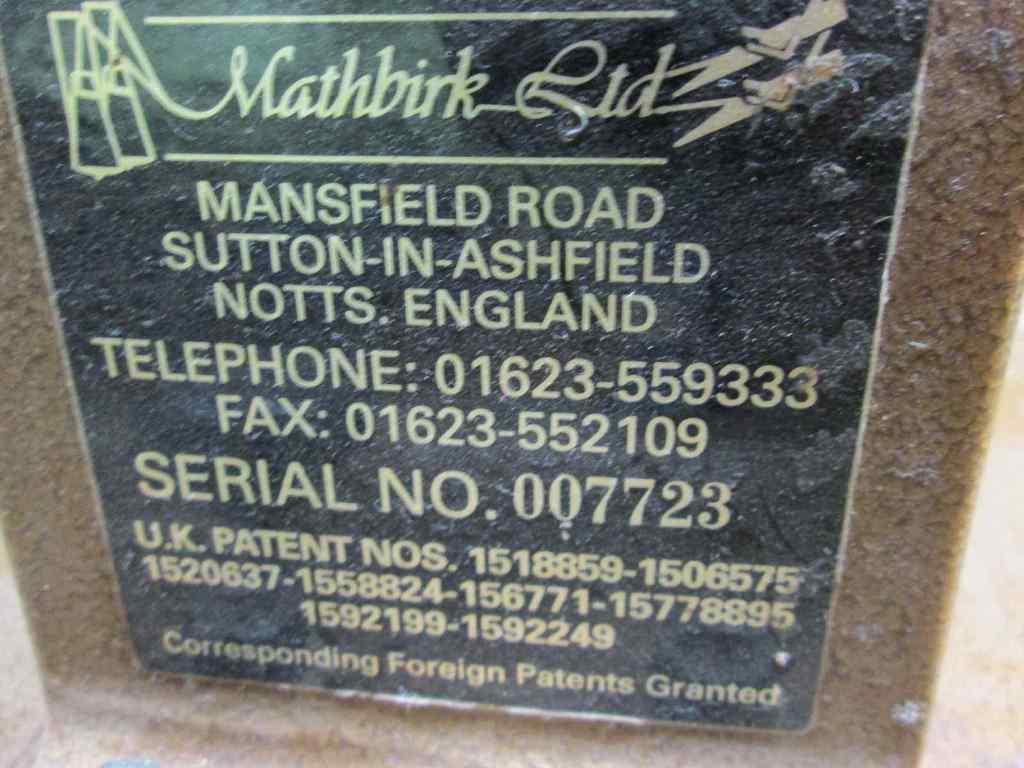 Mathbirk Ltd
MANSFIELD ROAD
SUTTON-IN-ASHFIELD
NOTTS. ENGLAND
TELEPHONE: 01623-559333
FAX: 01623-552109
SERIAL NO. 007723
U.K. PATENT NOS. 1518859-1506575
1520637-1558824-156771-15778895
1592199-1592249
Corresponding Foreign Patents Granted